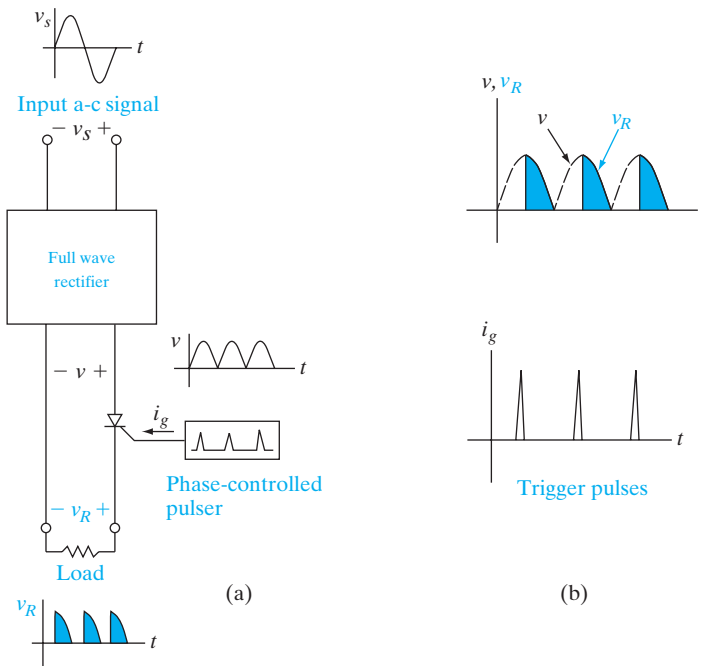 v_s
t
Input a-c signal
− v_s +
Full wave
rectifier
v
t
− v +
i_g
Phase-controlled
pulser
− v_R +
Load
v_R
t
(a)
v, v_R
v
v_R
i_g
t
Trigger pulses
(b)